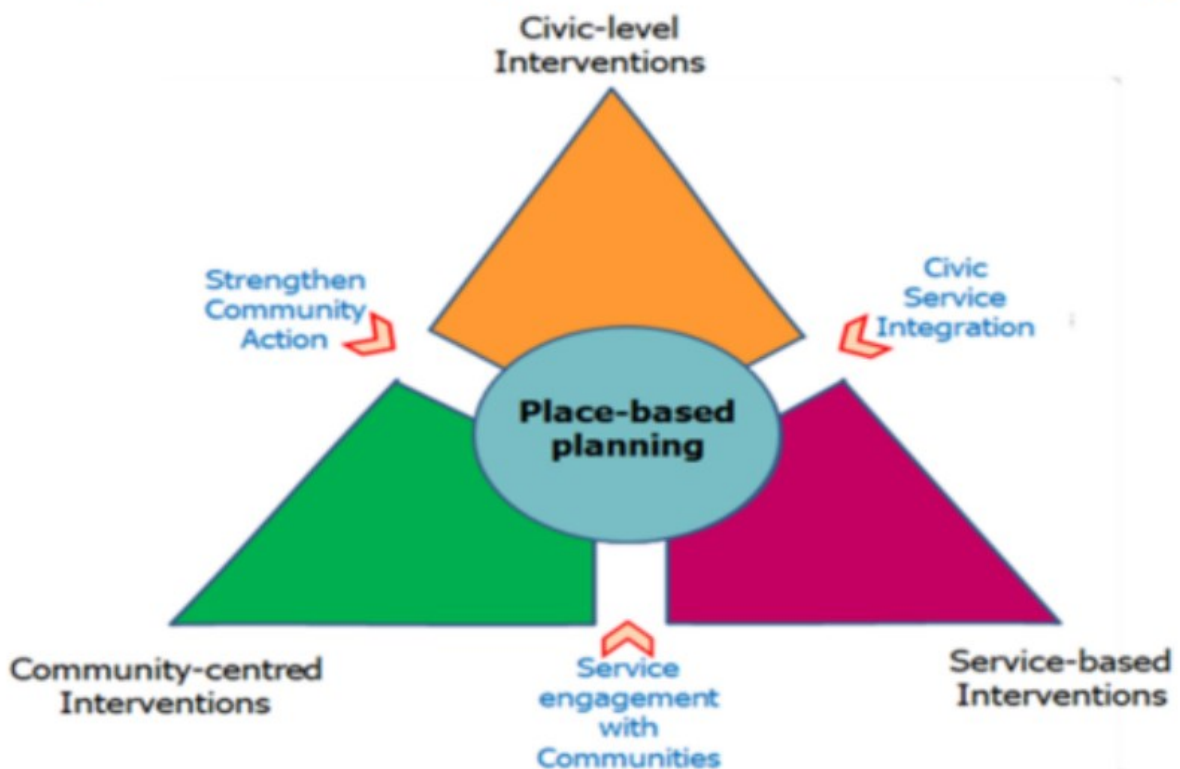 Civic-level
Interventions
Strengthen
Community
Action
Civic
Service
Integration
Place-based
planning
Community-centred
Interventions
Service
engagement
with
Communities
Service-based
Interventions